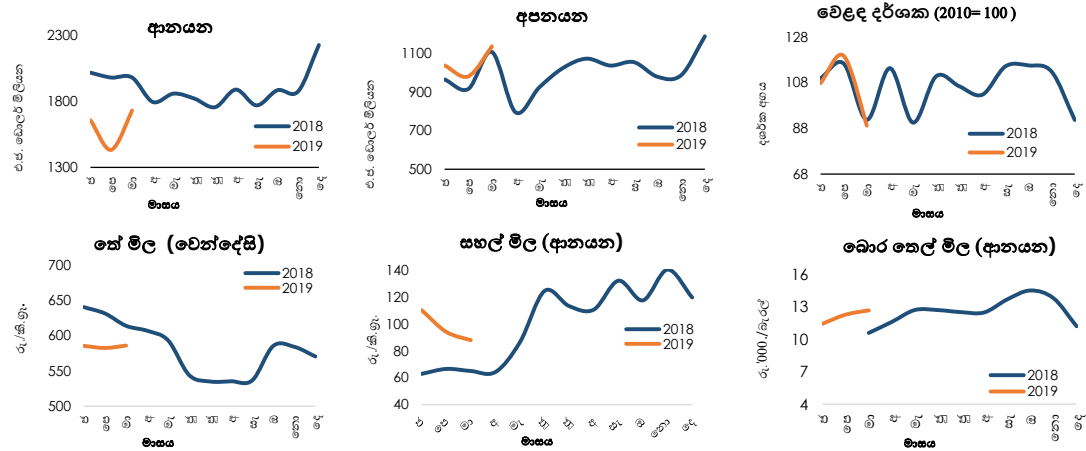 ආනයන
එ.ජ. ඩොලර් මිලියන
2300
1800
1300
2018
2019
ජ පෙ මා අ මැ ජූ ජූ අ සැ ඔ නො දෙ
මාසය
අපනයන
එ.ජ. ඩොලර් මිලියන
1100
900
700
500
2018
2019
ජ පෙ මා අ මැ ජූ ජූ අ සැ ඔ නො දෙ
මාසය
වෙළඳ දර්ශක (2010=100 )
දර්ශක අගය
128
108
88
68
2018
2019
ජ පෙ මා අ මැ ජූ ජූ අ සැ ඔ නො දෙ
මාසය
තේ මිල (වෙන්දේසි)
රු./කි.ග්‍රෑ.
700
650
600
550
500
2018
2019
ජ පෙ මා අ මැ ජූ ජූ අ සැ ඔ නො දෙ
මාසය
සහල් මිල (ආනයන)
රු./කි.ග්‍රෑ.
140
120
100
80
60
40
2018
2019
ජ පෙ මා අ මැ ජූ ජූ අ සැ ඔ නො දෙ
මාසය
බොර තෙල් මිල (ආනයන)
රු.'000./බැරල්
16
13
10
7
4
2018
2019
ජ පෙ මා අ මැ ජූ ජූ අ සැ ඔ නො දෙ
මාසය